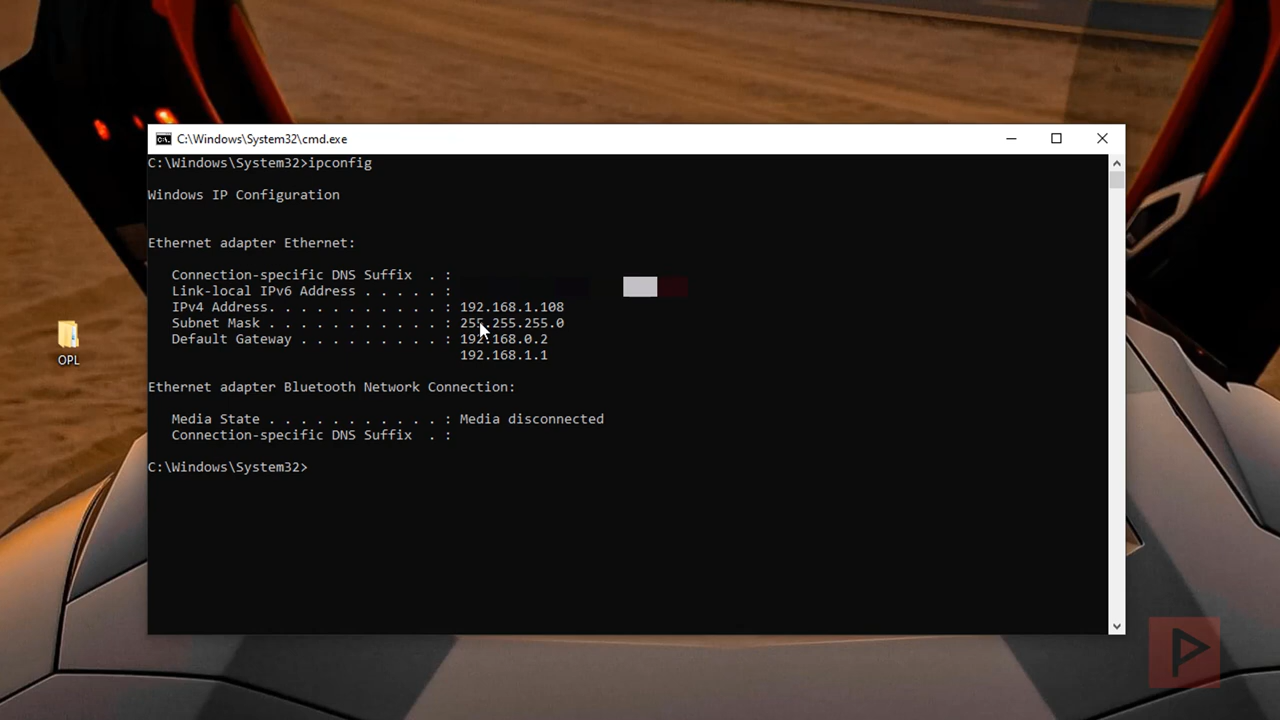 C:\Windows\System32\cmd.exe
C:\Windows\System32>ipconfig
Windows IP Configuration
Ethernet adapter Ethernet:
Connection-specific DNS Suffix . :
Link-local IPv6 Address . . . . . :
IPv4 Address. . . . . . . . . . . : 192.168.1.108
Subnet Mask . . . . . . . . . . . : 255.255.255.0
Default Gateway . . . . . . . . . : 192.168.0.2
192.168.1.1
Ethernet adapter Bluetooth Network Connection:
Media State . . . . . . . . . . . : Media disconnected
Connection-specific DNS Suffix . :
C:\Windows\System32>
OPL